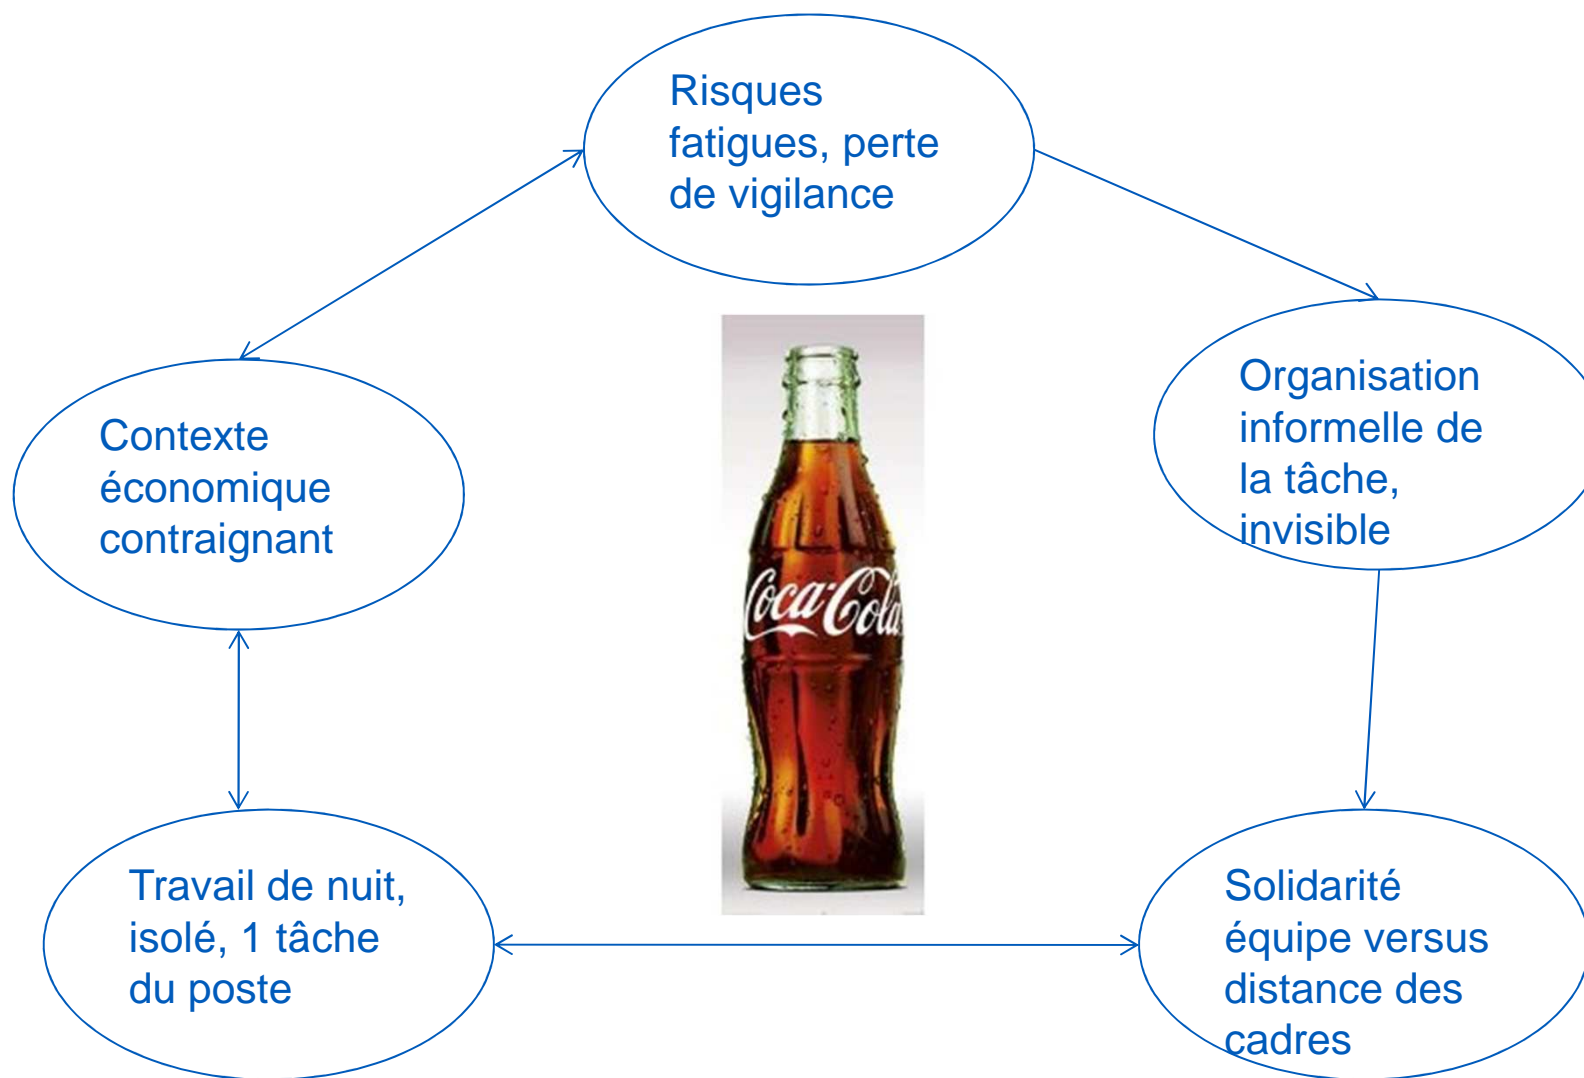 Risques
fatigues, perte
de vigilance
Organisation
informelle de
la tâche,
invisible
Contexte
économique
contraignant
Coca-Cola
Travail de nuit,
isolé, 1 tâche
du poste
Solidarité
équipe versus
distance des
cadres